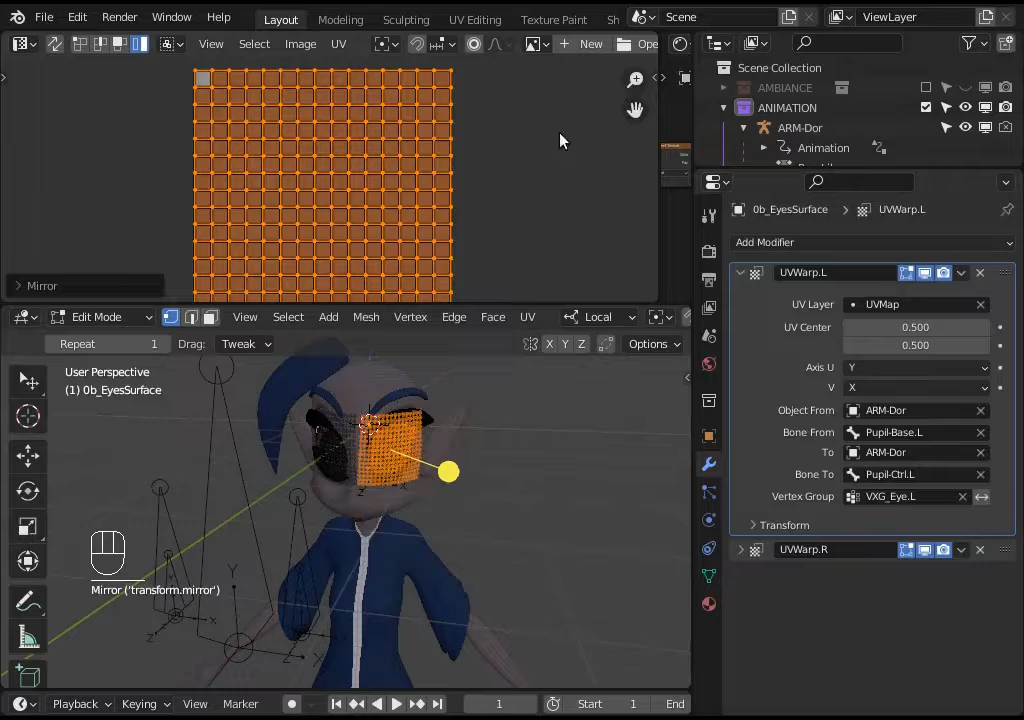 File Edit Render Window Help Layout Modeling Sculpting UV Editing Texture Paint Sh Scene ViewLayer
View Select Image UV New Ope
Scene Collection
AMBIANCE
ANIMATION
ARM-Dor
Animation
0b_EyesSurface UVWarp.L
Add Modifier
UVWarp.L
Mirror
UV Layer UVMap
Edit Mode View Select Add Mesh Vertex Edge Face UV Local
UV Center 0.500
0.500
Repeat 1 Drag: Tweak X Y Z Options
Axis U Y
User Perspective
(1) 0b_EyesSurface
V X
Object From ARM-Dor
Bone From Pupil-Base.L
To ARM-Dor
Bone To Pupil-Ctrl.L
Vertex Group VXG_Eye.L
Transform
UVWarp.R
Mirror ('transform.mirror')
Playback Keying View Marker 1 Start 1 End